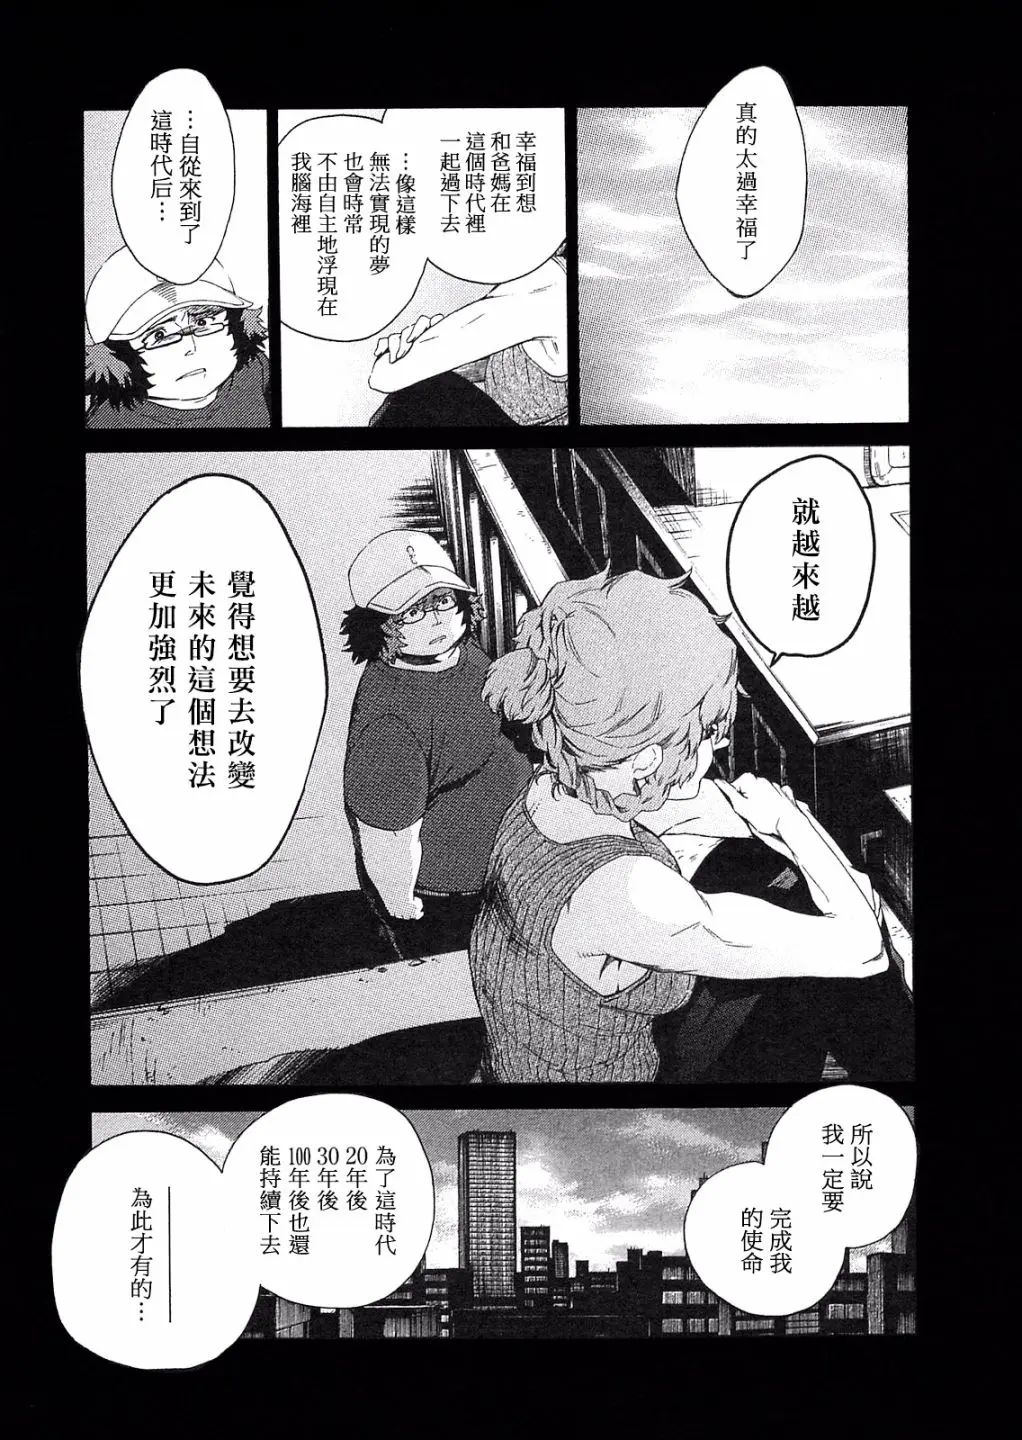 真的太過幸福了
幸福到想
和爸媽在
這個時代裡
一起過下去
…像這樣
無法實現的夢
也會時常
不由自主地浮現在
我腦海裡
…自從來到了
這時代后…
就越來越
覺得想要去改變
未來的這個想法
更加強烈了
所以說
我一定要
完成我
的使命
為了這時代
20年後
30年後
100年後也還
能持續下去
——
為此才有的…